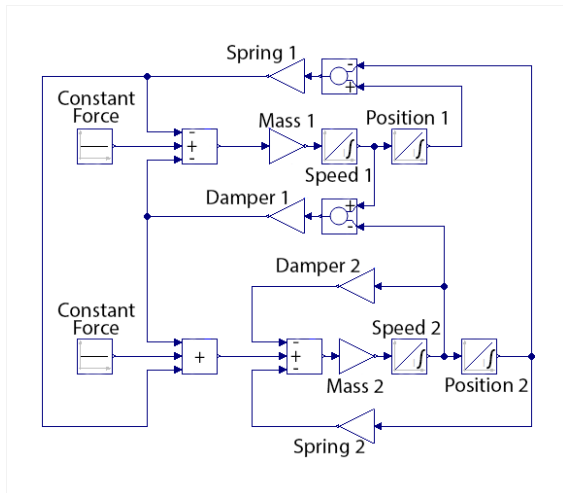 Spring 1
-
+
Constant
Force
Mass 1
Position 1
-
+
-
∫
∫
Speed 1
Damper 1
+
-
Damper 2
Constant
Force
Speed 2
+
-
+
-
∫
∫
Mass 2
Position 2
Spring 2